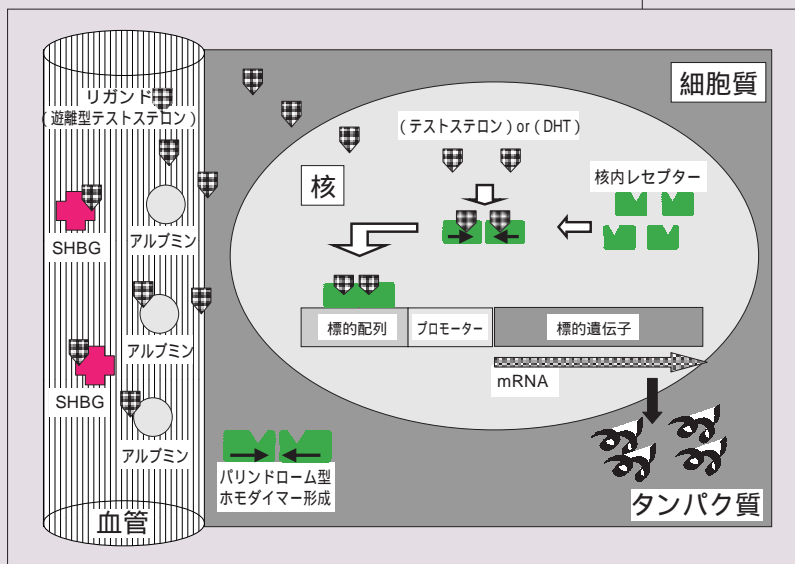 リガンド
(遊離型テストステロン)
SHBG
アルブミン
アルブミン
SHBG
アルブミン
血管
細胞質
(テストステロン) or (DHT)
核
核内レセプター
標的配列
プロモーター
標的遺伝子
mRNA
パリンドローム型
ホモダイマー形成
タンパク質